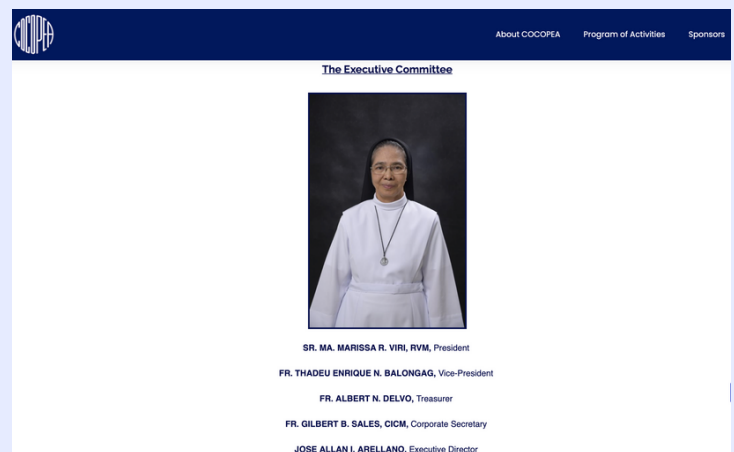 COCOPEA
About COCOPEA Program of Activities Sponsors
The Executive Committee
SR. MA. MARISSA R. VIRI, RVM, President
FR. THADEU ENRIQUE N. BALONGAG, Vice-President
FR. ALBERT N. DELVO, Treasurer
FR. GILBERT B. SALES, CICM, Corporate Secretary
JOSE ALLAN I. ARELLANO, Executive Director